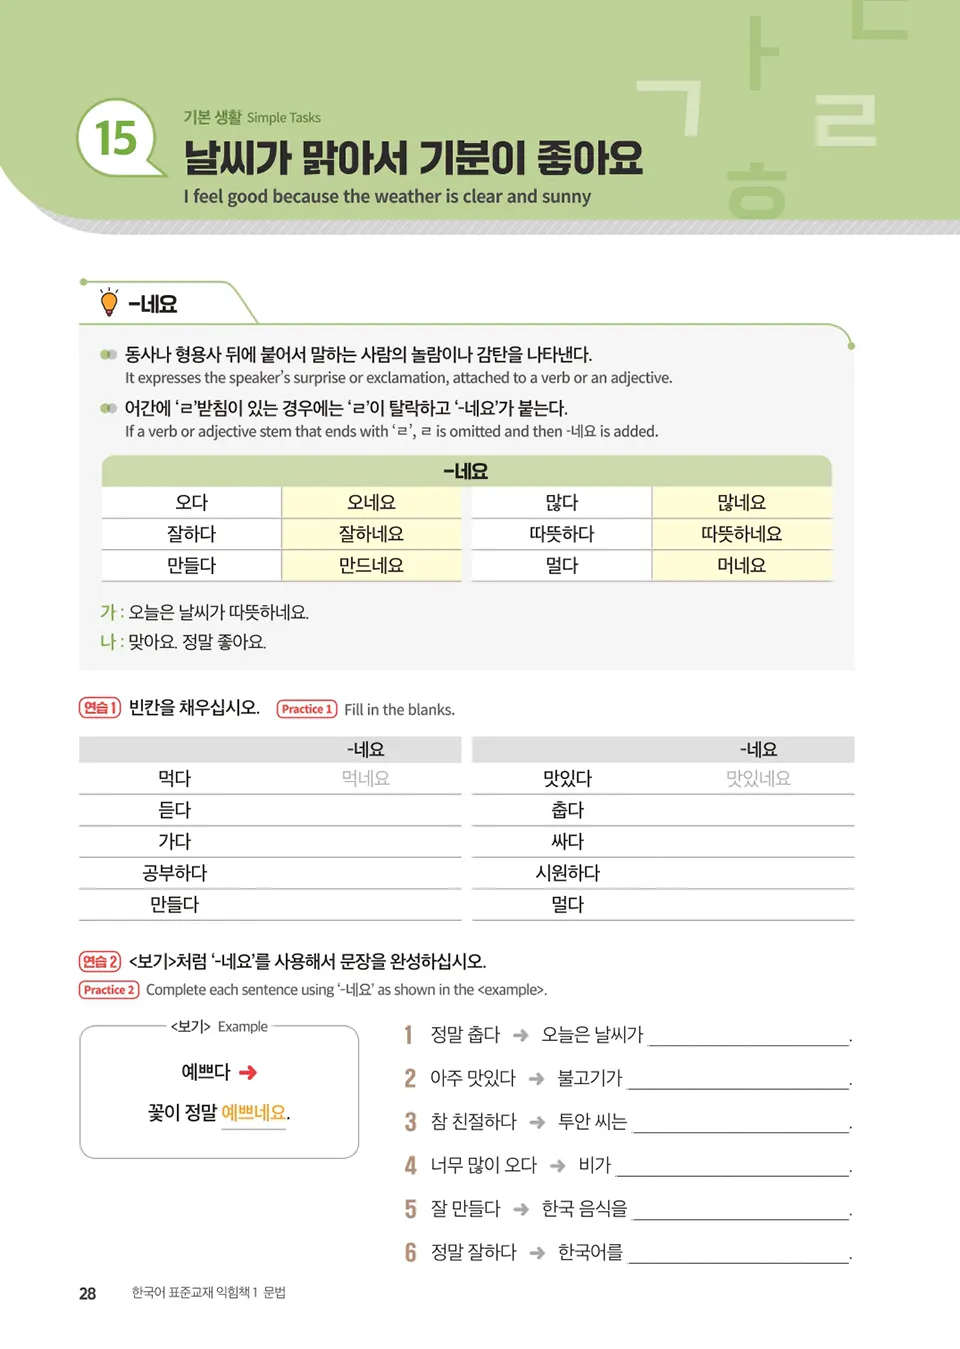 ㅏ ㄷ
ㄱ ㄹ
ㅎ
15
기본 생활 Simple Tasks
날씨가 맑아서 기분이 좋아요
I feel good because the weather is clear and sunny
-네요
동사나 형용사 뒤에 붙어서 말하는 사람의 놀람이나 감탄을 나타낸다.
It expresses the speaker's surprise or exclamation, attached to a verb or an adjective.
어간에 ‘ㄹ’받침이 있는 경우에는 ‘ㄹ’이 탈락하고 ‘-네요’가 붙는다.
If a verb or adjective stem that ends with ‘ㄹ’, ㄹ is omitted and then -네요 is added.
-네요
오다 오네요 많다 많네요
잘하다 잘하네요 따뜻하다 따뜻하네요
만들다 만드네요 멀다 머네요
가 : 오늘은 날씨가 따뜻하네요.
나 : 맞아요. 정말 좋아요.
연습 1 빈칸을 채우십시오. Practice 1 Fill in the blanks.
-네요 -네요
먹다 먹네요 맛있다 맛있네요
듣다 춥다
가다 싸다
공부하다 시원하다
만들다 멀다
연습 2 <보기>처럼 ‘-네요’를 사용해서 문장을 완성하십시오.
Practice 2 Complete each sentence using ‘-네요’ as shown in the <example>.
<보기> Example
예쁘다 ➜
꽃이 정말 예쁘네요.
1 정말 춥다 ➜ 오늘은 날씨가 ____________.
2 아주 맛있다 ➜ 불고기가 ____________.
3 참 친절하다 ➜ 투안 씨는 ____________.
4 너무 많이 오다 ➜ 비가 ____________.
5 잘 만들다 ➜ 한국 음식을 ____________.
6 정말 잘하다 ➜ 한국어를 ____________.
28 한국어 표준교재 익힘책 1 문법